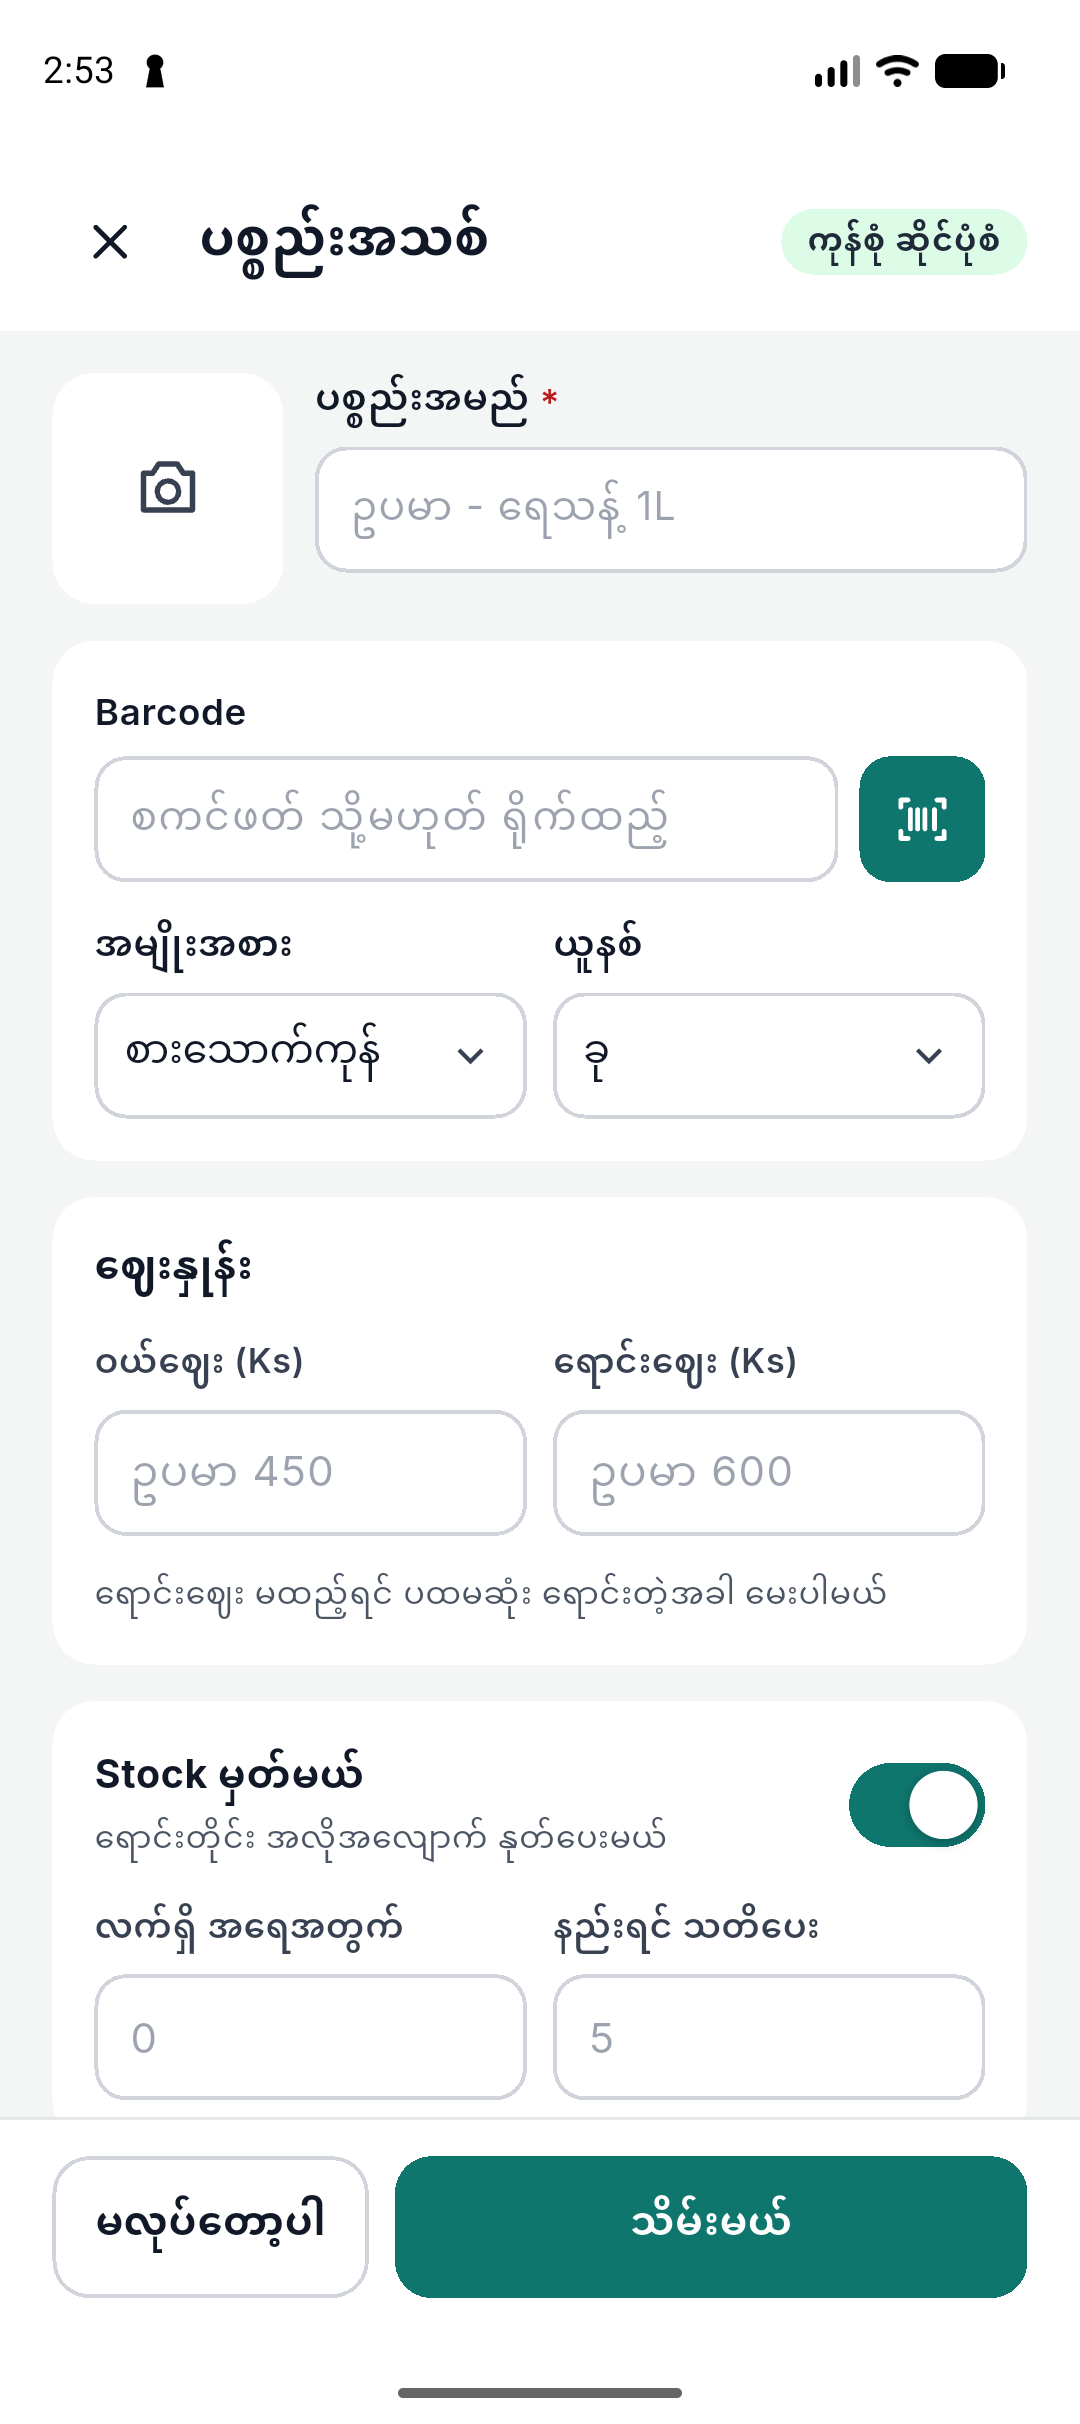 2:53
ပစ္စည်းအသစ်
ကုန်စုံ ဆိုင်ပုံစံ
ပစ္စည်းအမည် *
ဥပမာ - ရေသန့် 1L
Barcode
စကင်ဖတ် သို့မဟုတ် ရိုက်ထည့်
အမျိုးအစား
ယူနစ်
စားသောက်ကုန်
ခု
ဈေးနှုန်း
ဝယ်ဈေး (Ks)
ရောင်းဈေး (Ks)
ဥပမာ 450
ဥပမာ 600
ရောင်းဈေး မထည့်ရင် ပထမဆုံး ရောင်းတဲ့အခါ မေးပါမယ်
Stock မှတ်မယ်
ရောင်းတိုင်း အလိုအလျောက် နုတ်ပေးမယ်
လက်ရှိ အရေအတွက်
နည်းရင် သတိပေး
0
5
မလုပ်တော့ပါ
သိမ်းမယ်